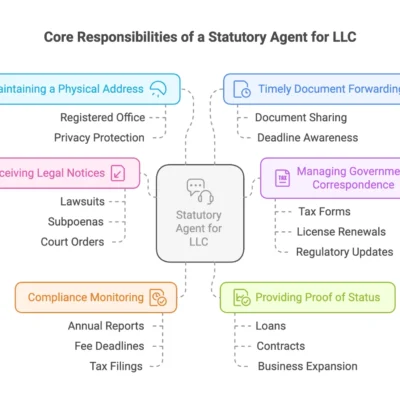 Core Responsibilities of a Statutory Agent for LLC
aintaining a Physical Address
Registered Office
Privacy Protection
Timely Document Forwarding
Document Sharing
Deadline Awareness
ceiving Legal Notices
Lawsuits
Subpoenas
Court Orders
Statutory
Agent for
LLC
Managing Governme
Correspondence
Tax Forms
License Renewals
Regulatory Updates
Compliance Monitoring
Annual Reports
Fee Deadlines
Tax Filings
Providing Proof of Status
Loans
Contracts
Business Expansion